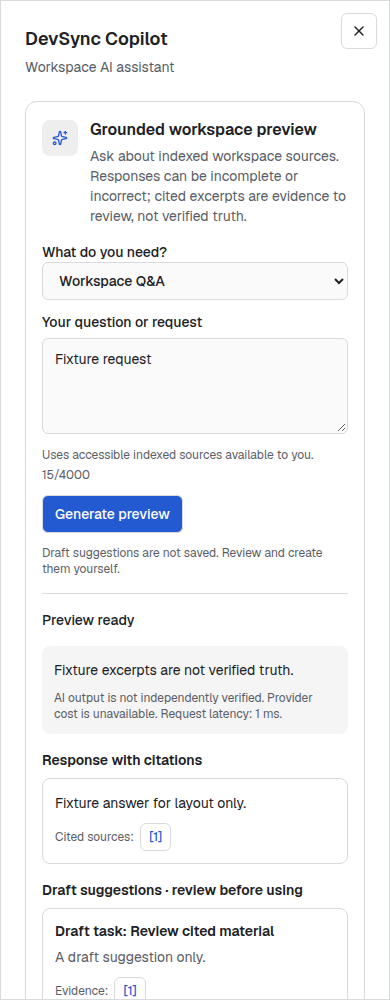 DevSync Copilot
Workspace AI assistant
Grounded workspace preview
Ask about indexed workspace sources.
Responses can be incomplete or
incorrect; cited excerpts are evidence to
review, not verified truth.
What do you need?
Workspace Q&A
Your question or request
Fixture request
Uses accessible indexed sources available to you.
15/4000
Generate preview
Draft suggestions are not saved. Review and create
them yourself.
Preview ready
Fixture excerpts are not verified truth.
AI output is not independently verified. Provider
cost is unavailable. Request latency: 1 ms.
Response with citations
Fixture answer for layout only.
Cited sources: [1]
Draft suggestions · review before using
Draft task: Review cited material
A draft suggestion only.
Evidence: [1]